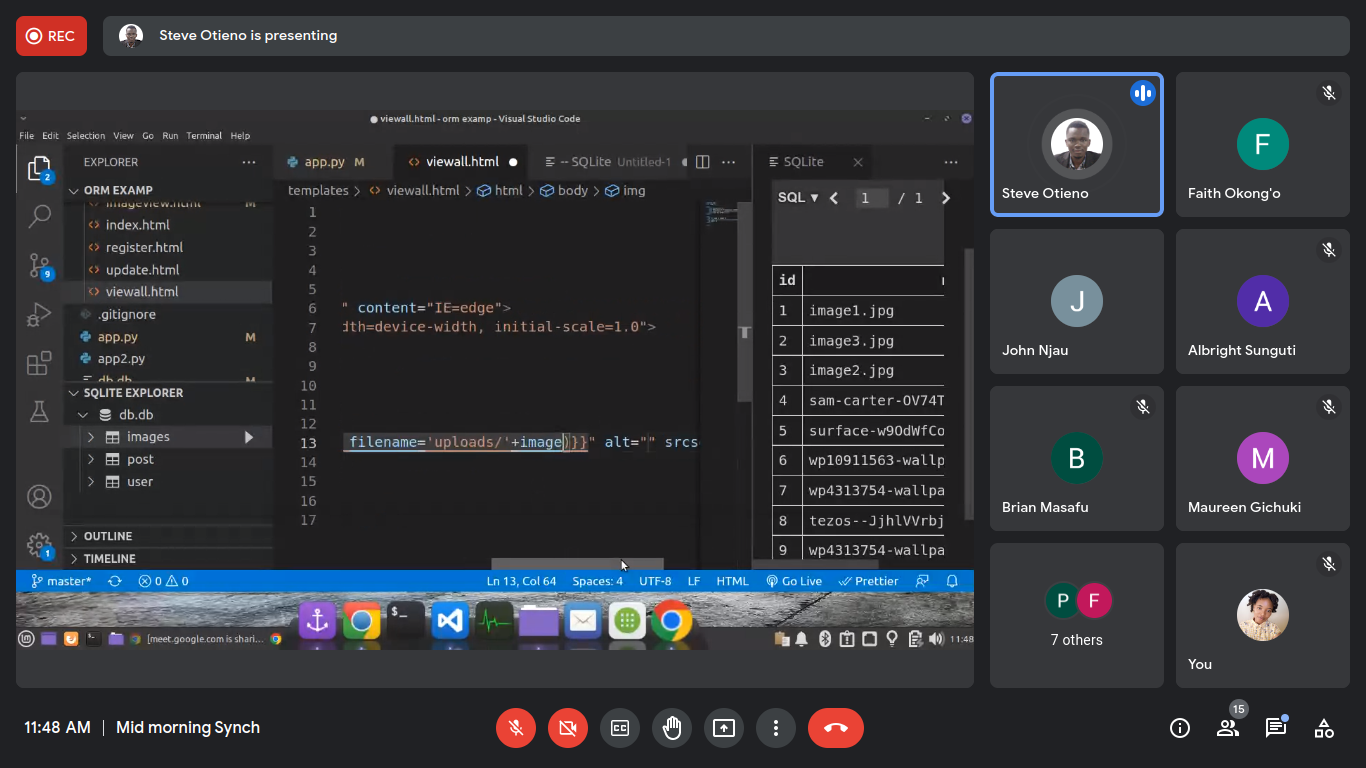 REC
Steve Otieno is presenting
viewall.html - orm examp - Visual Studio Code
File Edit Selection View Go Run Terminal Help
EXPLORER
ORM EXAMP
imageview.html M
index.html
register.html
update.html
viewall.html
.gitignore
app.py M
app2.py
db.db M
SQLITE EXPLORER
db.db
images
post
user
OUTLINE
TIMELINE
2
9
1
app.py M
viewall.html
-- SQLite Untitled-1
templates > viewall.html > html > body > img
1
2
3
4
5
6 " content="IE=edge">
7 dth=device-width, initial-scale=1.0">
8
9
10
11
12
13 filename='uploads/'+image)}}" alt="" srcs
14
15
16
17
SQLite
SQL 1 / 1
id
1 image1.jpg
2 image3.jpg
3 image2.jpg
4 sam-carter-OV74T
5 surface-w9OdWfCo
6 wp10911563-wallp
7 wp4313754-wallpa
8 tezos--JjhlVVrbj
9 wp4313754-wallpa
master* 0 0 Ln 13, Col 64 Spaces: 4 UTF-8 LF HTML Go Live Prettier
[meet.google.com is shari...
11:48
Steve Otieno
F
Faith Okong'o
J
John Njau
A
Albright Sunguti
B
Brian Masafu
M
Maureen Gichuki
P F
7 others
You
11:48 AM | Mid morning Synch
15